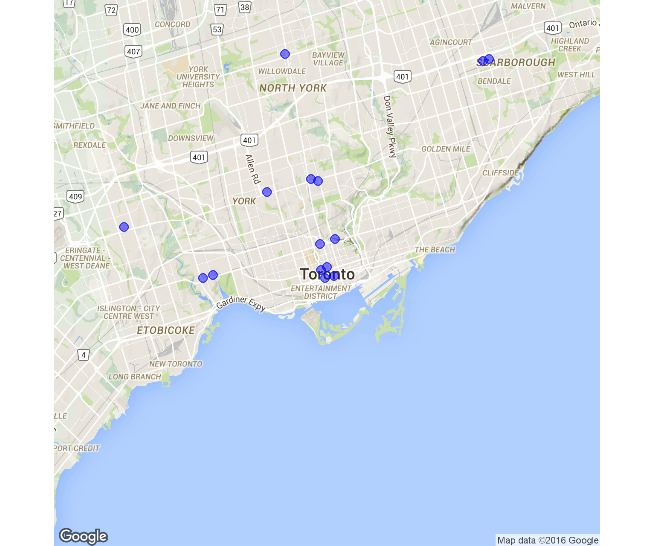 72
71
CONCORD
38
53
400
407
YORK
UNIVERSITY
HEIGHTS
WILLOWDALE
BAYVIEW
VILLAGE
NORTH YORK
AGINCOURT
MALVERN
401
Ontario
HIGHLAND
CREEK
SCARBOROUGH
WEST HILL
BENDALE
401
JANE AND FINCH
Don Valley Pkwy
SMITHFIELD
DOWNSVIEW
401
REXDALE
401
Allen Rd
GOLDEN MILE
CLIFFSIDE
409
27
YORK
ERINGATE -
CENTENNIAL -
WEST DEANE
THE BEACH
Toronto
ENTERTAINMENT
DISTRICT
Gardiner Expy
ISLINGTON - CITY
CENTRE WEST
ETOBICOKE
4
NEW TORONTO
LONG BRANCH
LLE
PORT CREDIT
Google
Map data ©2016 Google